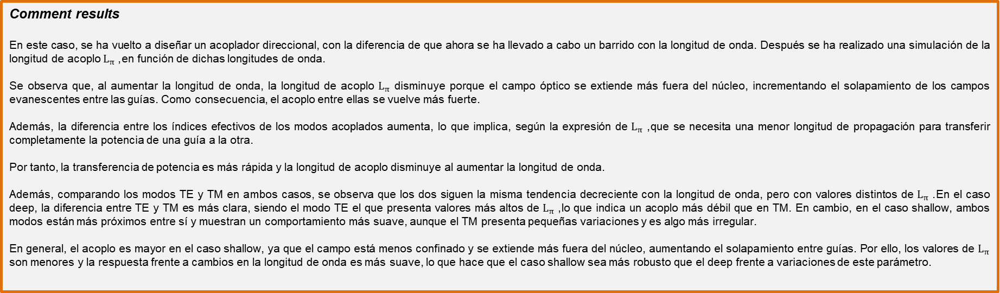 Comment results
En este caso, se ha vuelto a diseñar un acoplador direccional, con la diferencia de que ahora se ha llevado a cabo un barrido con la longitud de onda. Después se ha realizado una simulación de la
longitud de acoplo Lπ ,en función de dichas longitudes de onda.
Se observa que, al aumentar la longitud de onda, la longitud de acoplo Lπ disminuye porque el campo óptico se extiende más fuera del núcleo, incrementando el solapamiento de los campos
evanescentes entre las guías. Como consecuencia, el acoplo entre ellas se vuelve más fuerte.
Además, la diferencia entre los índices efectivos de los modos acoplados aumenta, lo que implica, según la expresión de Lπ ,que se necesita una menor longitud de propagación para transferir
completamente la potencia de una guía a la otra.
Por tanto, la transferencia de potencia es más rápida y la longitud de acoplo disminuye al aumentar la longitud de onda.
Además, comparando los modos TE y TM en ambos casos, se observa que los dos siguen la misma tendencia decreciente con la longitud de onda, pero con valores distintos de Lπ .En el caso
deep, la diferencia entre TE y TM es más clara, siendo el modo TE el que presenta valores más altos de Lπ ,lo que indica un acoplo más débil que en TM. En cambio, en el caso shallow, ambos
modos están más próximos entre sí y muestran un comportamiento más suave, aunque el TM presenta pequeñas variaciones y es algo más irregular.
En general, el acoplo es mayor en el caso shallow, ya que el campo está menos confinado y se extiende más fuera del núcleo, aumentando el solapamiento entre guías. Por ello, los valores de Lπ
son menores y la respuesta frente a cambios en la longitud de onda es más suave, lo que hace que el caso shallow sea más robusto que el deep frente a variaciones de este parámetro.